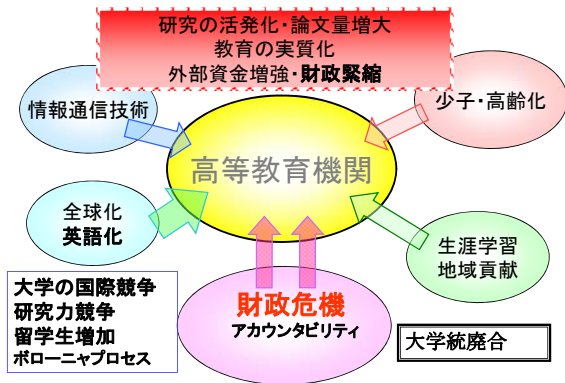 研究の活発化・論文量増大
教育の実質化
外部資金増強・財政緊縮
情報通信技術
少子・高齢化
高等教育機関
全球化
英語化
生涯学習
地域貢献
大学の国際競争
研究力競争
留学生増加
ボローニャプロセス
財政危機
アカウンタビリティ
大学統廃合